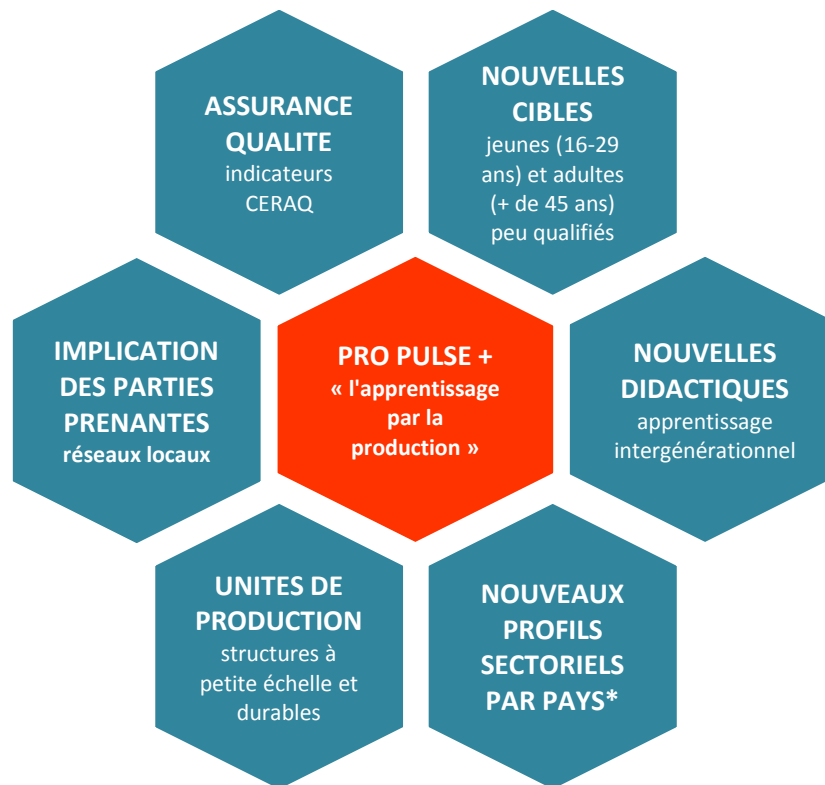 ASSURANCE
QUALITE
indicateurs
CERAQ
NOUVELLES
CIBLES
jeunes (16-29
ans) et adultes
(+ de 45 ans)
peu qualifiés
IMPLICATION
DES PARTIES
PRENANTES
réseaux locaux
PRO PULSE +
« l'apprentissage
par la
production »
NOUVELLES
DIDACTIQUES
apprentissage
intergénérationnel
UNITES DE
PRODUCTION
structures à
petite échelle et
durables
NOUVEAUX
PROFILS
SECTORIELS
PAR PAYS*